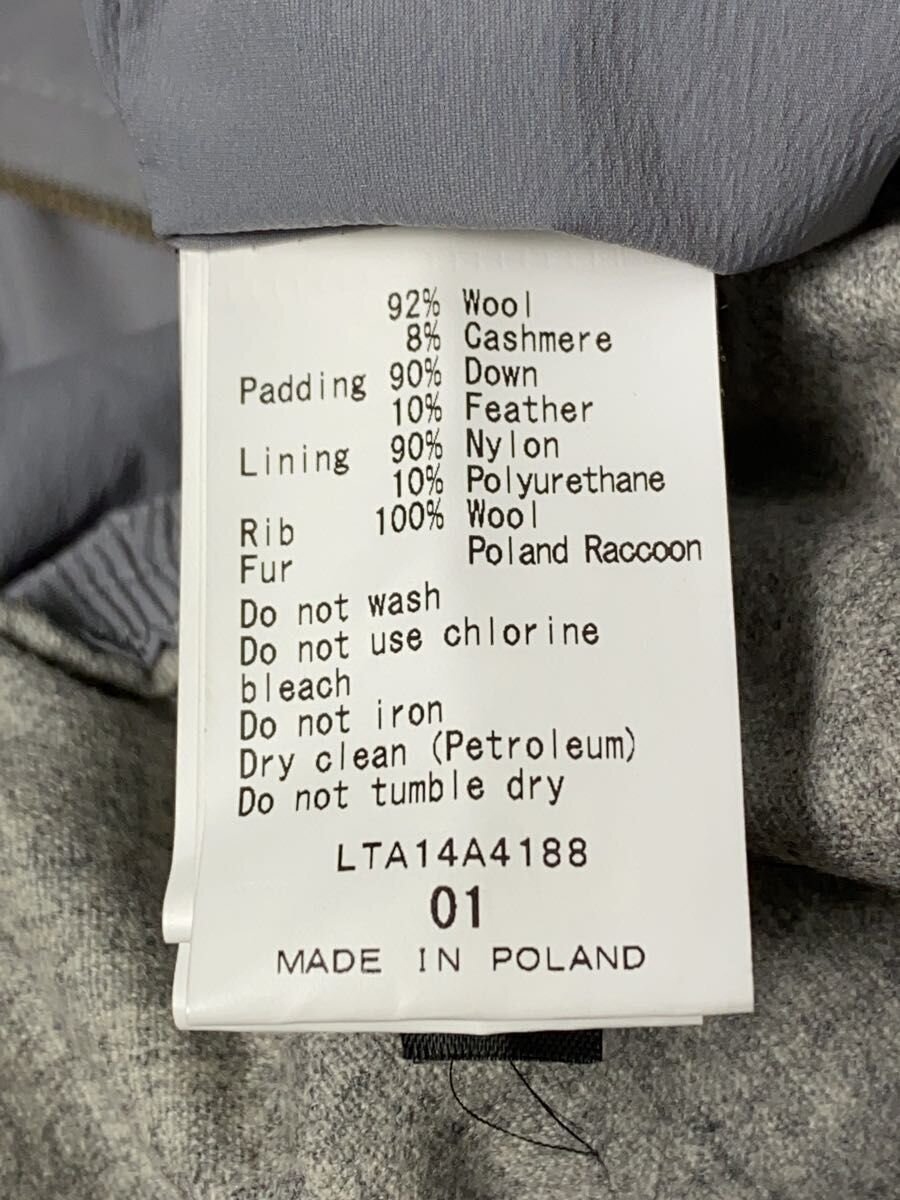 92% Wool
8% Cashmere
Padding 90% Down
10% Feather
Lining 90% Nylon
10% Polyurethane
Rib 100% Wool
Fur Poland Raccoon
Do not wash
Do not use chlorine
bleach
Do not iron
Dry clean (Petroleum)
Do not tumble dry
LTA14A4188
01
MADE IN POLAND